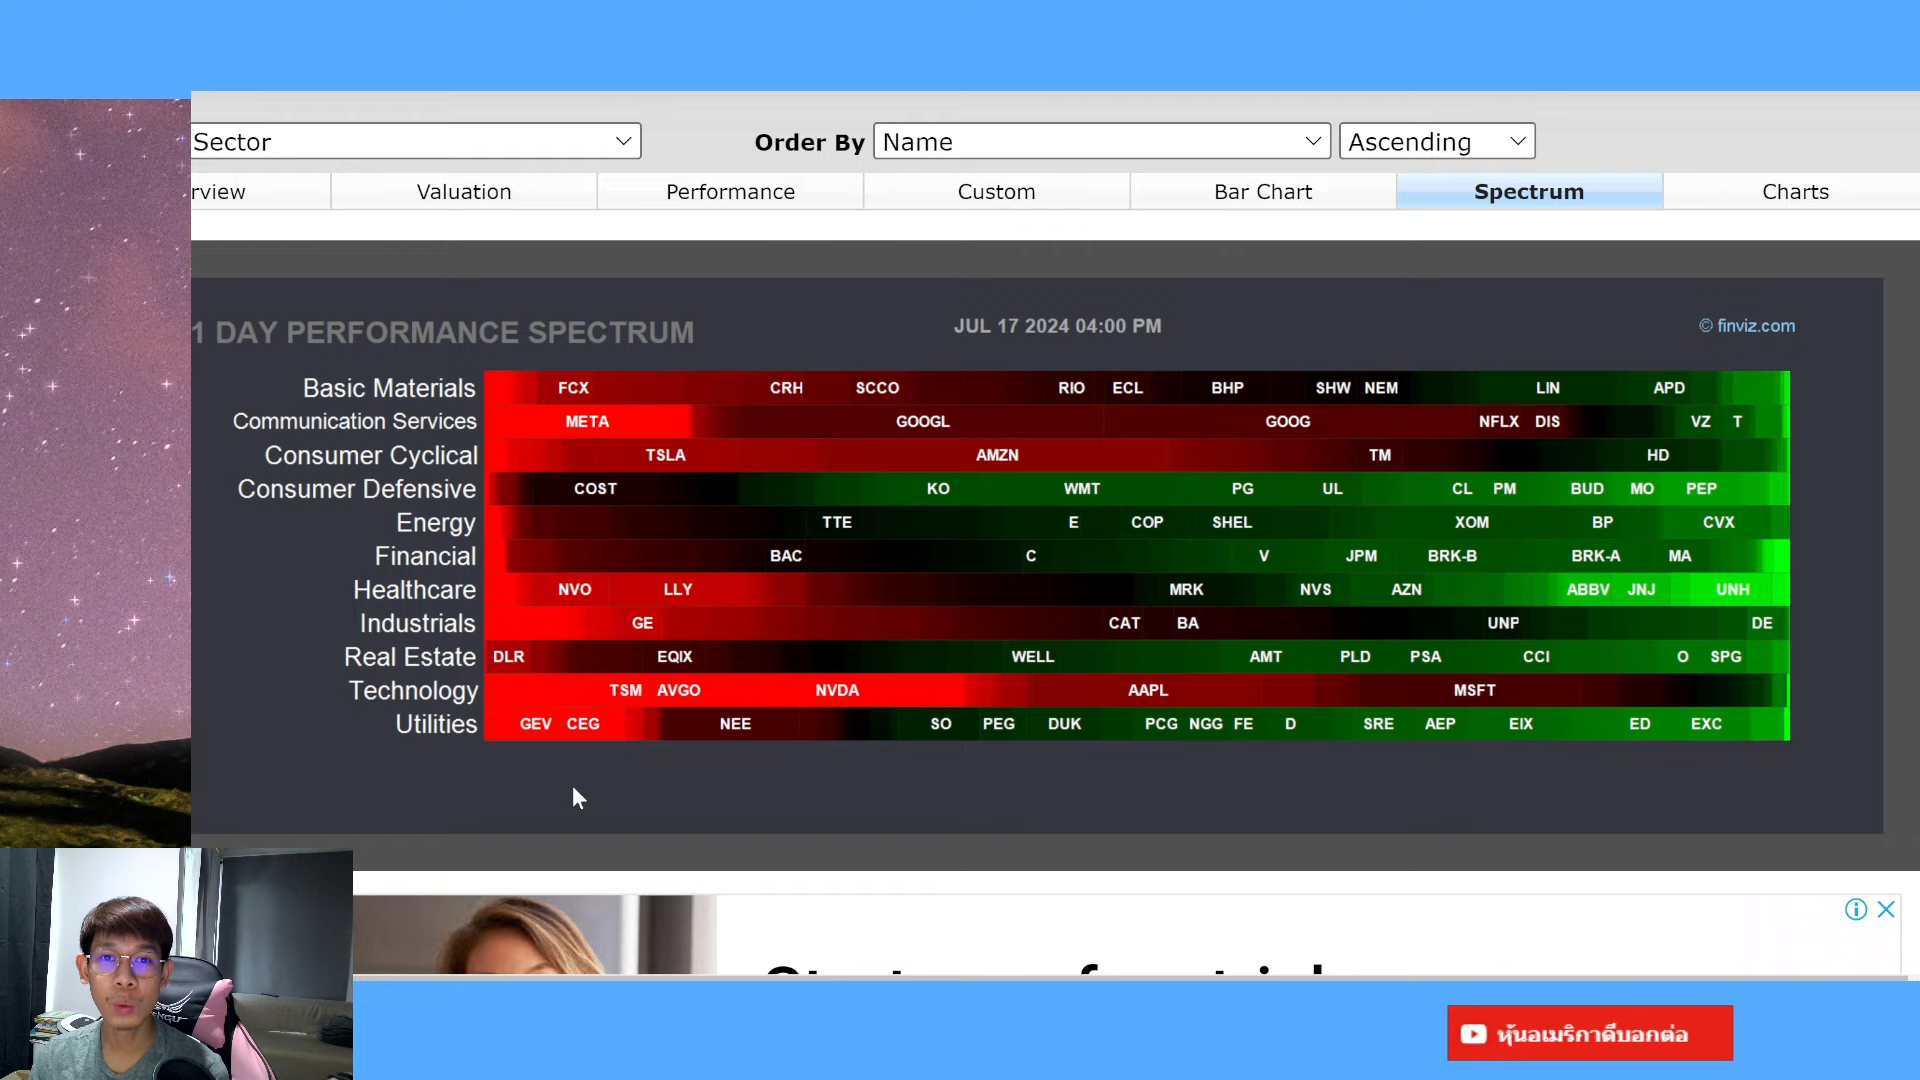 Sector
Order By Name Ascending
rview Valuation Performance Custom Bar Chart Spectrum Charts
1 DAY PERFORMANCE SPECTRUM JUL 17 2024 04:00 PM © finviz.com
Basic Materials FCX CRH SCCO RIO ECL BHP SHW NEM LIN APD
Communication Services META GOOGL GOOG NFLX DIS VZ T
Consumer Cyclical TSLA AMZN TM HD
Consumer Defensive COST KO WMT PG UL CL PM BUD MO PEP
Energy TTE E COP SHEL XOM BP CVX
Financial BAC C V JPM BRK-B BRK-A MA
Healthcare NVO LLY MRK NVS AZN ABBV JNJ UNH
Industrials GE CAT BA UNP DE
Real Estate DLR EQIX WELL AMT PLD PSA CCI O SPG
Technology TSM AVGO NVDA AAPL MSFT
Utilities GEV CEG NEE SO PEG DUK PCG NGG FE D SRE AEP EIX ED EXC
หุ้นอเมริกาดีบอกต่อ